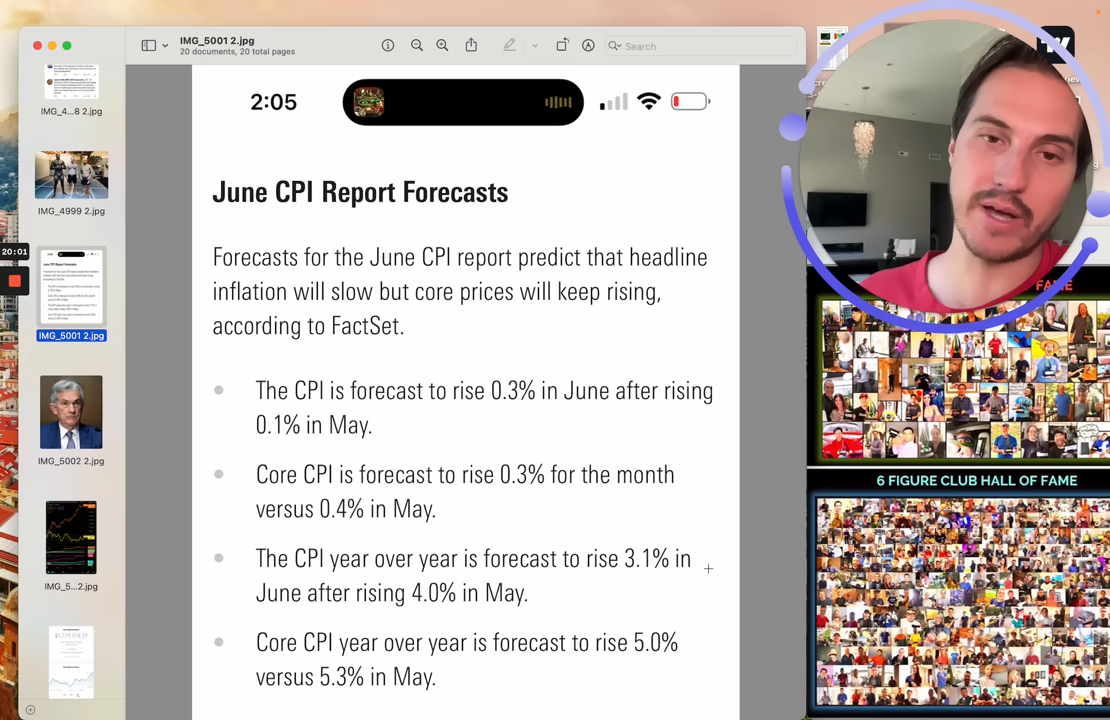 IMG_5001 2.jpg
20 documents, 20 total pages
Search
IMG_4...8 2.jpg
IMG_4999 2.jpg
20:01
IMG_5001 2.jpg
IMG_5002 2.jpg
IMG_5...2.jpg
2:05
June CPI Report Forecasts
Forecasts for the June CPI report predict that headline
inflation will slow but core prices will keep rising,
according to FactSet.
The CPI is forecast to rise 0.3% in June after rising
0.1% in May.
Core CPI is forecast to rise 0.3% for the month
versus 0.4% in May.
The CPI year over year is forecast to rise 3.1% in
June after rising 4.0% in May.
Core CPI year over year is forecast to rise 5.0%
versus 5.3% in May.
FAME
6 FIGURE CLUB HALL OF FAME